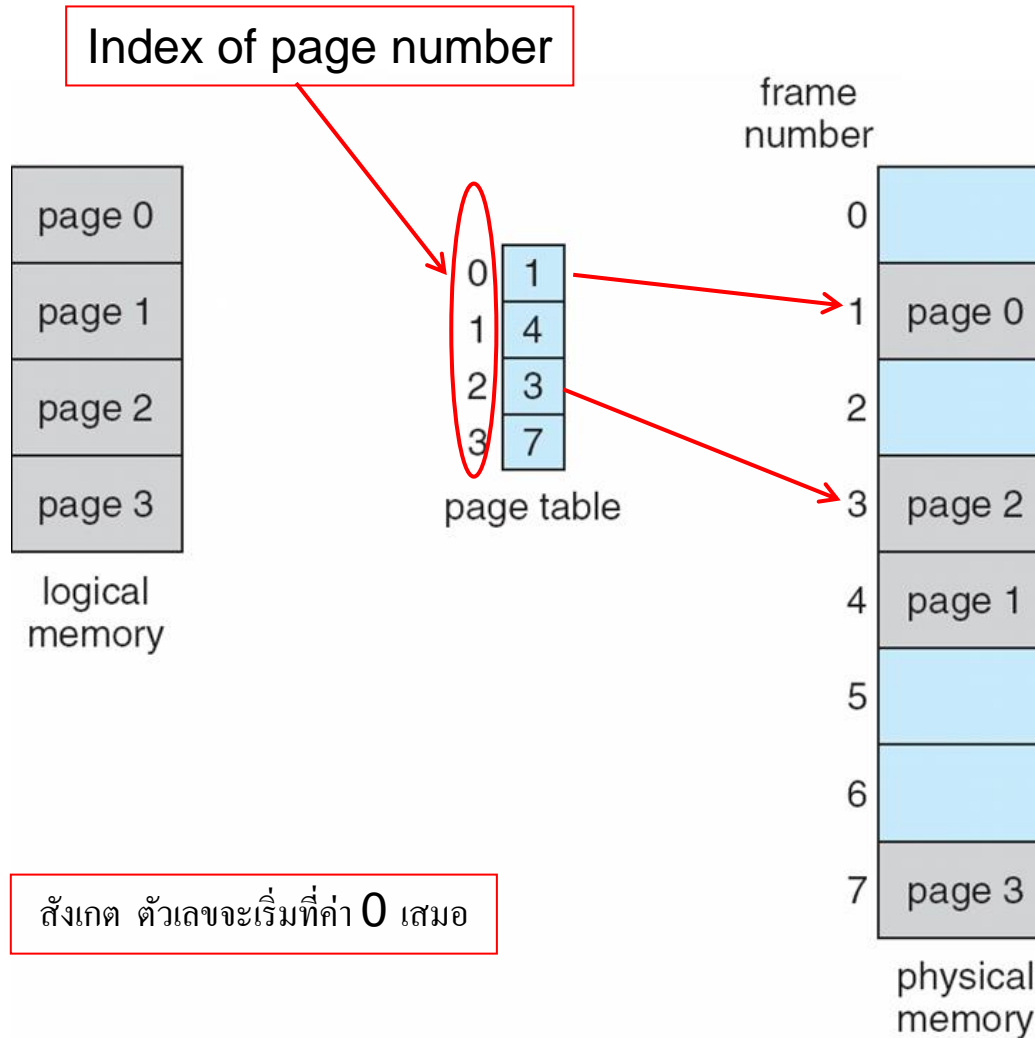 Index of page number
page 0
page 1
page 2
page 3
logical
memory
0 1
1 4
2 3
3 7
page table
frame
number
0
1 page 0
2
3 page 2
4 page 1
5
6
7 page 3
physical
memory
สังเกต ตัวเลขจะเริ่มที่ค่า 0 เสมอ